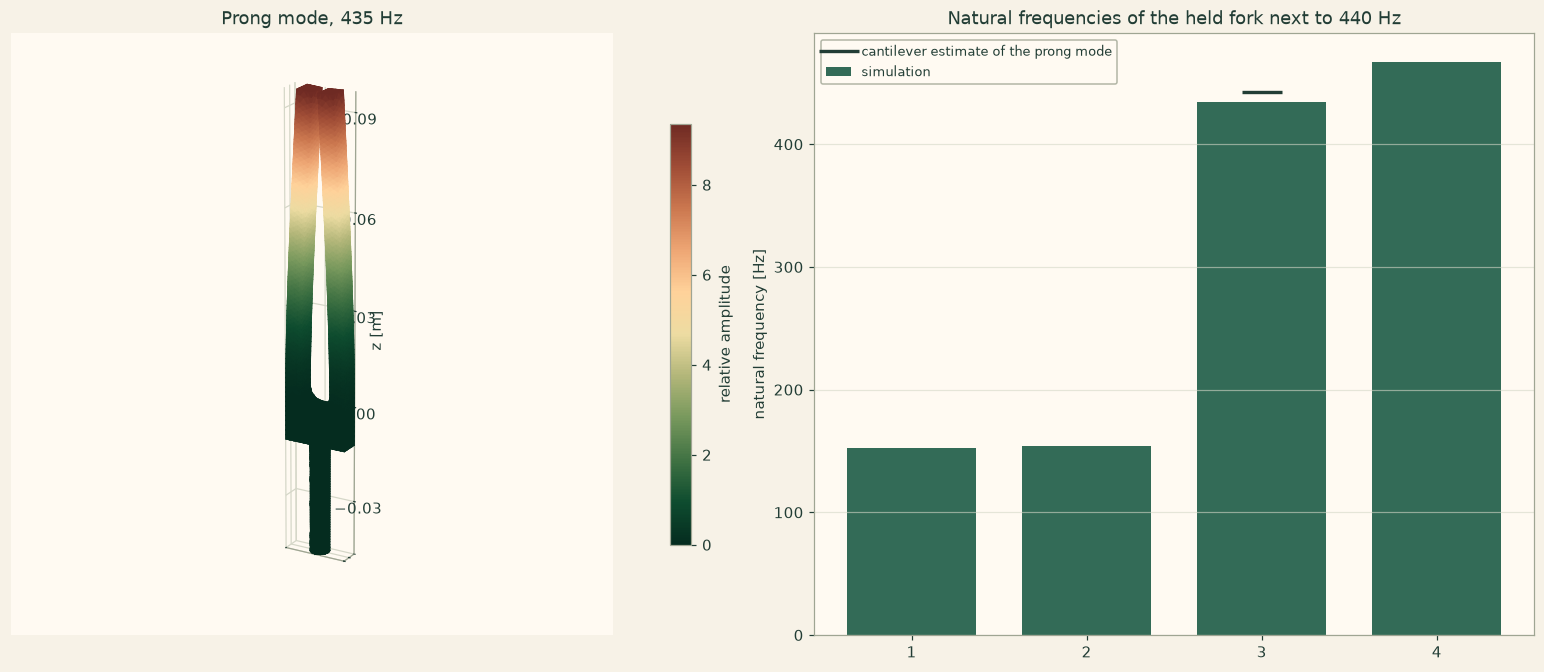 Prong mode, 435 Hz
0.09
0.06
0.03
0.00
−0.03
z [m]
8
6
4
2
0
relative amplitude
Natural frequencies of the held fork next to 440 Hz
cantilever estimate of the prong mode
simulation
natural frequency [Hz]
400
300
200
100
0
1
2
3
4